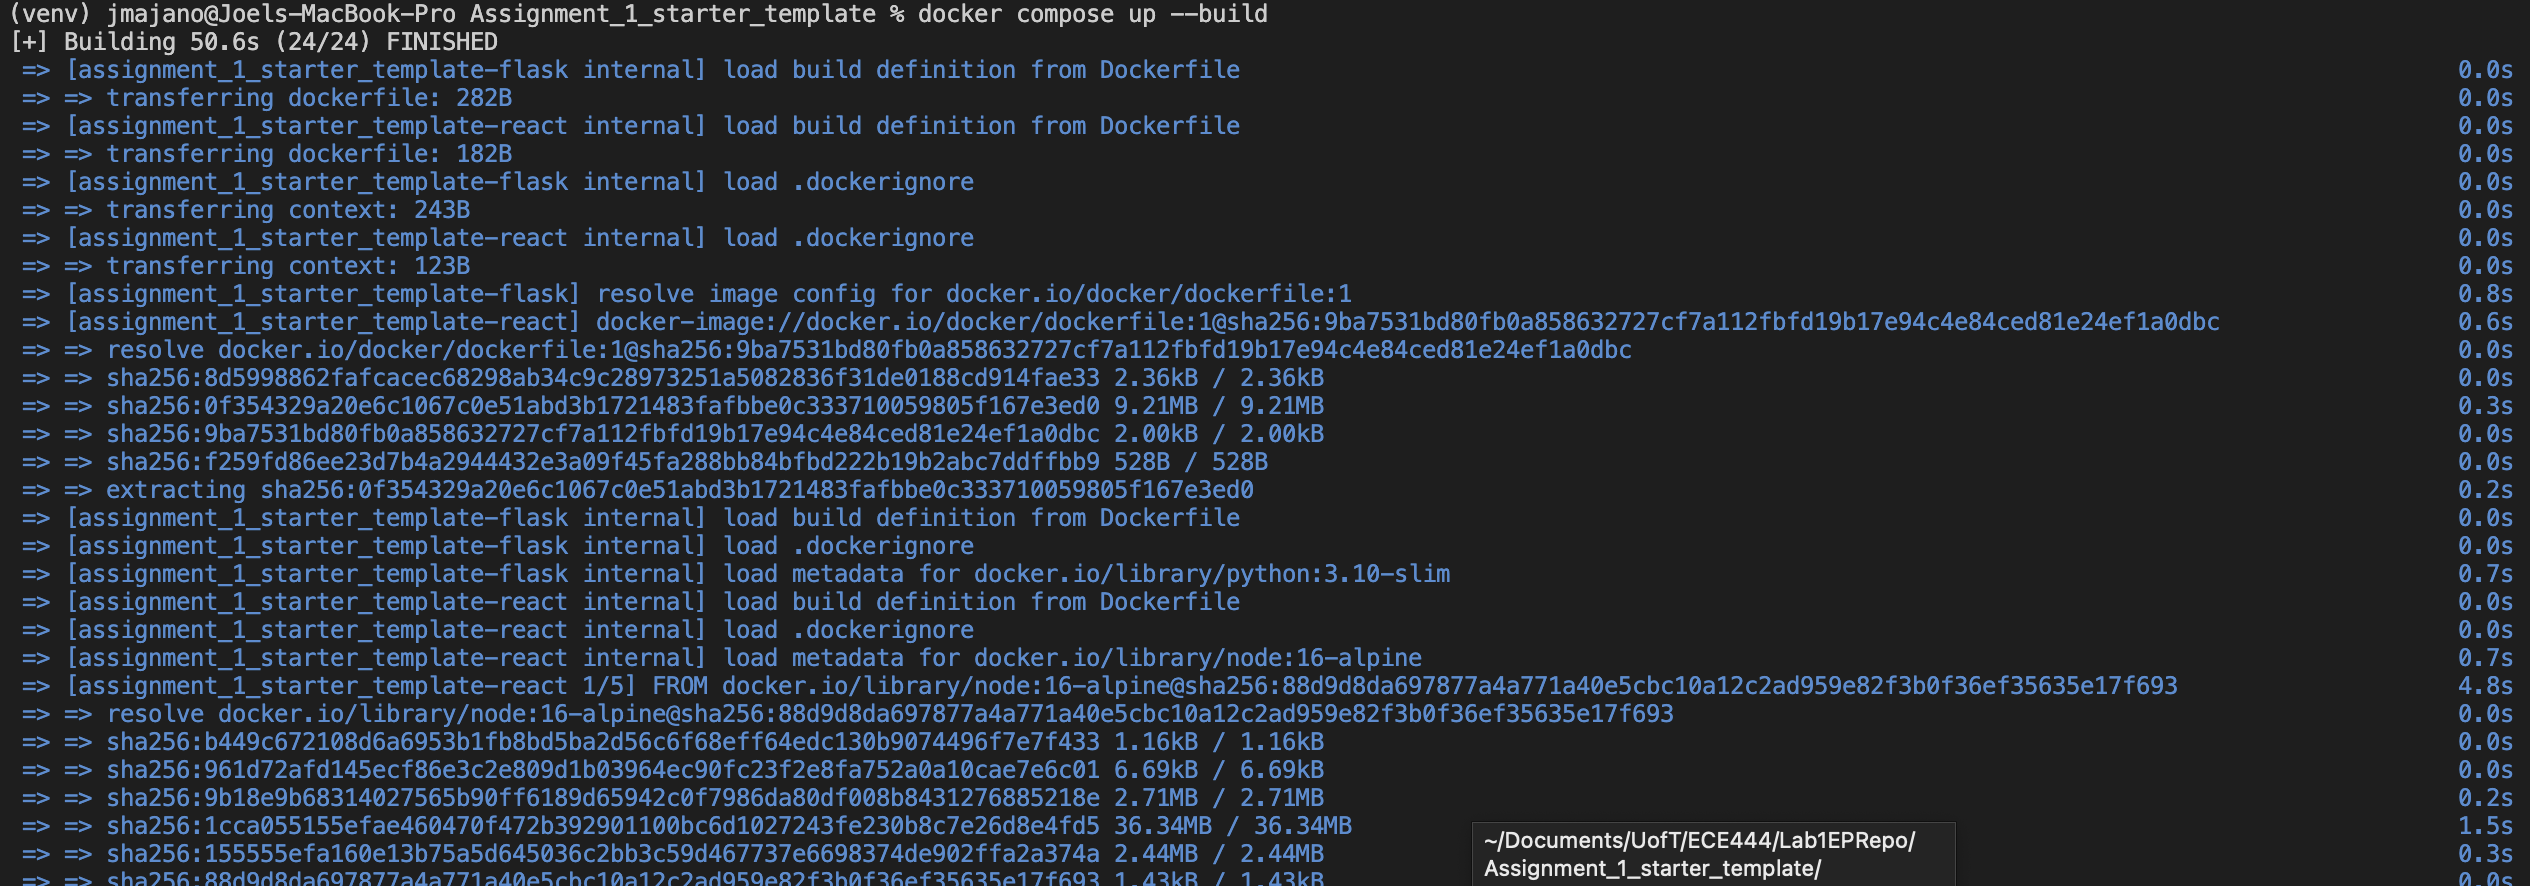 (venv) jmajano@Joels-MacBook-Pro Assignment_1_starter_template % docker compose up --build
[+] Building 50.6s (24/24) FINISHED
=> [assignment_1_starter_template-flask internal] load build definition from Dockerfile 0.0s
=> => transferring dockerfile: 282B 0.0s
=> [assignment_1_starter_template-react internal] load build definition from Dockerfile 0.0s
=> => transferring dockerfile: 182B 0.0s
=> [assignment_1_starter_template-flask internal] load .dockerignore 0.0s
=> => transferring context: 243B 0.0s
=> [assignment_1_starter_template-react internal] load .dockerignore 0.0s
=> => transferring context: 123B 0.0s
=> [assignment_1_starter_template-flask] resolve image config for docker.io/docker/dockerfile:1 0.8s
=> [assignment_1_starter_template-react] docker-image://docker.io/docker/dockerfile:1@sha256:9ba7531bd80fb0a858632727cf7a112fbfd19b17e94c4e84ced81e24ef1a0dbc 0.6s
=> => resolve docker.io/docker/dockerfile:1@sha256:9ba7531bd80fb0a858632727cf7a112fbfd19b17e94c4e84ced81e24ef1a0dbc 0.0s
=> => sha256:8d5998862fafcacec68298ab34c9c28973251a5082836f31de0188cd914fae33 2.36kB / 2.36kB 0.0s
=> => sha256:0f354329a20e6c1067c0e51abd3b1721483fafbbe0c333710059805f167e3ed0 9.21MB / 9.21MB 0.3s
=> => sha256:9ba7531bd80fb0a858632727cf7a112fbfd19b17e94c4e84ced81e24ef1a0dbc 2.00kB / 2.00kB 0.0s
=> => sha256:f259fd86ee23d7b4a2944432e3a09f45fa288bb84bfbd222b19b2abc7ddffbb9 528B / 528B 0.0s
=> => extracting sha256:0f354329a20e6c1067c0e51abd3b1721483fafbbe0c333710059805f167e3ed0 0.2s
=> [assignment_1_starter_template-flask internal] load build definition from Dockerfile 0.0s
=> [assignment_1_starter_template-flask internal] load .dockerignore 0.0s
=> [assignment_1_starter_template-flask internal] load metadata for docker.io/library/python:3.10-slim 0.7s
=> [assignment_1_starter_template-react internal] load build definition from Dockerfile 0.0s
=> [assignment_1_starter_template-react internal] load .dockerignore 0.0s
=> [assignment_1_starter_template-react internal] load metadata for docker.io/library/node:16-alpine 0.7s
=> [assignment_1_starter_template-react 1/5] FROM docker.io/library/node:16-alpine@sha256:88d9d8da697877a4a771a40e5cbc10a12c2ad959e82f3b0f36ef35635e17f693 4.8s
=> => resolve docker.io/library/node:16-alpine@sha256:88d9d8da697877a4a771a40e5cbc10a12c2ad959e82f3b0f36ef35635e17f693 0.0s
=> => sha256:b449c672108d6a6953b1fb8bd5ba2d56c6f68eff64edc130b9074496f7e7f433 1.16kB / 1.16kB 0.0s
=> => sha256:961d72afd145ecf86e3c2e809d1b03964ec90fc23f2e8fa752a0a10cae7e6c01 6.69kB / 6.69kB 0.0s
=> => sha256:9b18e9b68314027565b90ff6189d65942c0f7986da80df008b8431276885218e 2.71MB / 2.71MB 0.2s
=> => sha256:1cca055155efae460470f472b392901100bc6d1027243fe230b8c7e26d8e4fd5 36.34MB / 36.34MB 1.5s
=> => sha256:155555efa160e13b75a5d645036c2bb3c59d467737e6698374de902ffa2a374a 2.44MB / 2.44MB 0.3s
=> => sha256:88d9d8da697877a4a771a40e5cbc10a12c2ad959e82f3b0f36ef35635e17f693 1.43kB / 1.43kB 0.0s
~/Documents/UofT/ECE444/Lab1EPRepo/
Assignment_1_starter_template/